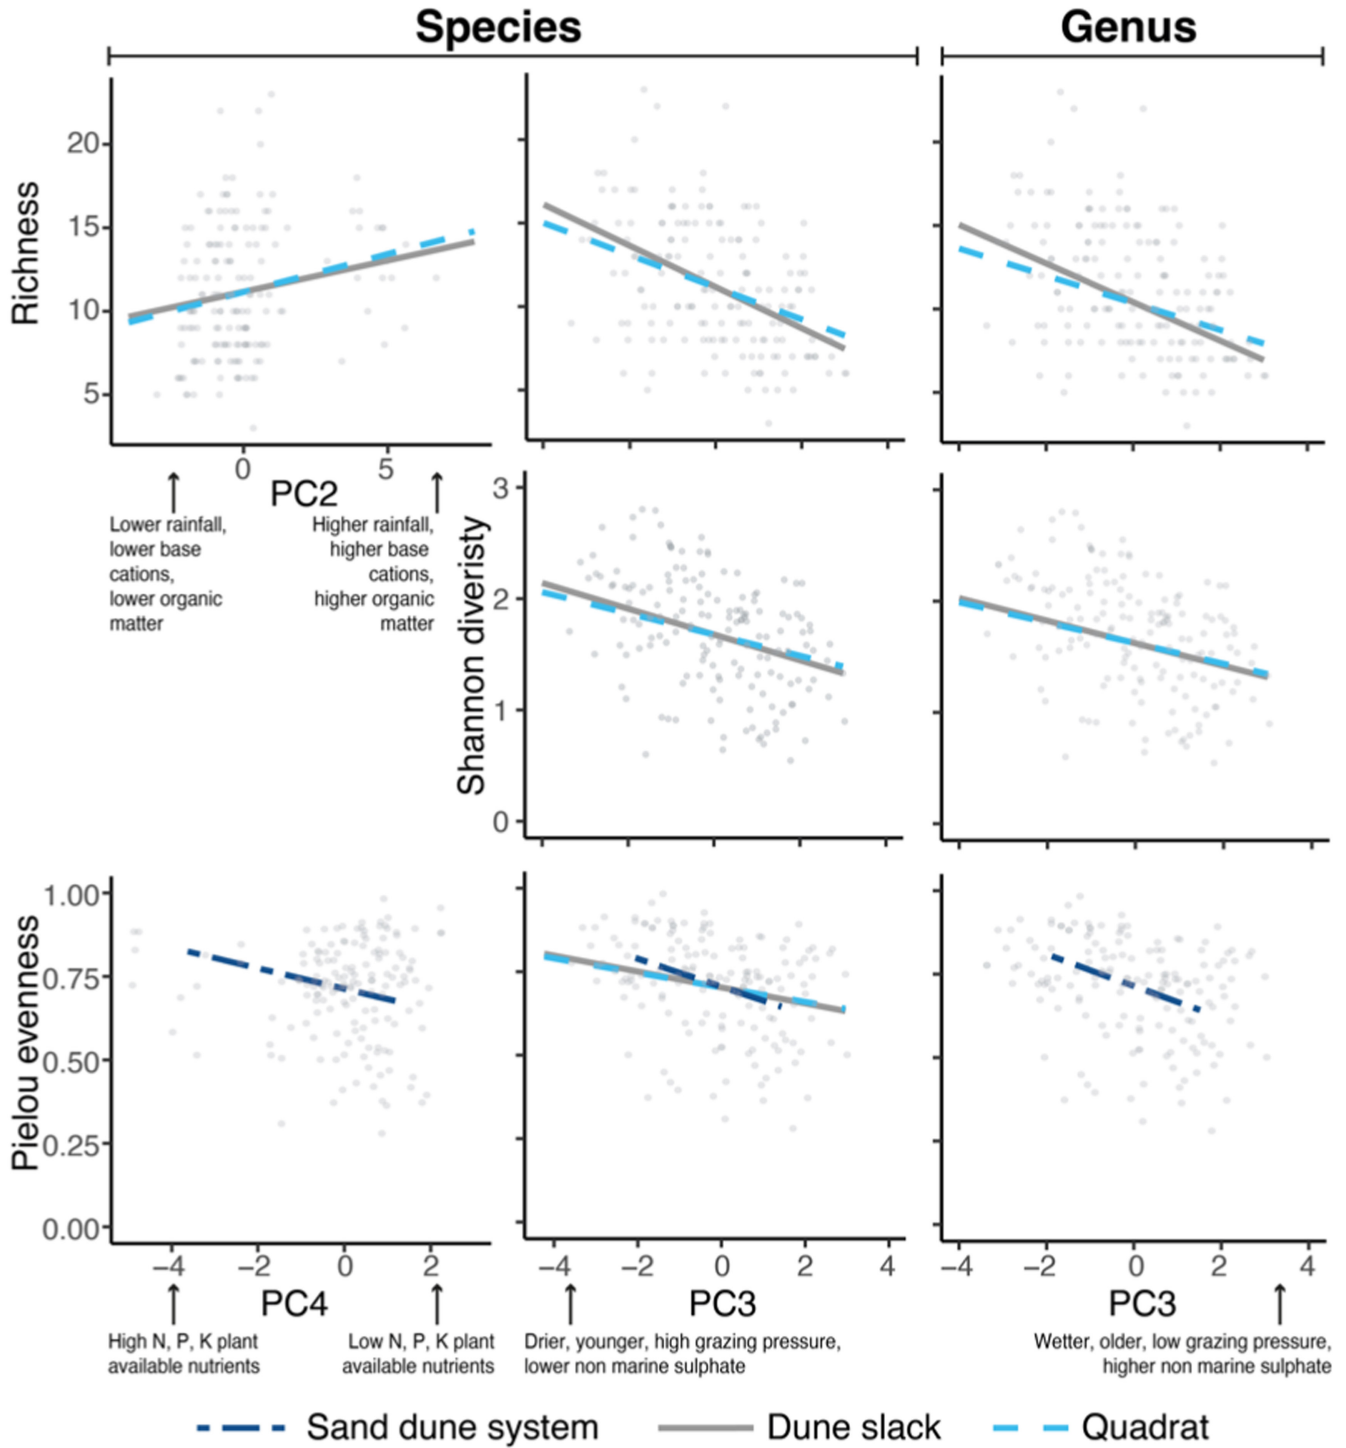 Species
Genus
Richness
20
15
10
5
0
5
PC2
Lower rainfall,
lower base
cations,
lower organic
matter
Higher rainfall,
higher base
cations,
higher organic
matter
Shannon diveristy
3
2
1
0
Pielou evenness
1.00
0.75
0.50
0.25
0.00
−4
−2
0
2
PC4
High N, P, K plant
available nutrients
Low N, P, K plant
available nutrients
−4
−2
0
2
4
PC3
Drier, younger, high grazing pressure,
lower non marine sulphate
−4
−2
0
2
4
PC3
Wetter, older, low grazing pressure,
higher non marine sulphate
Sand dune system
Dune slack
Quadrat